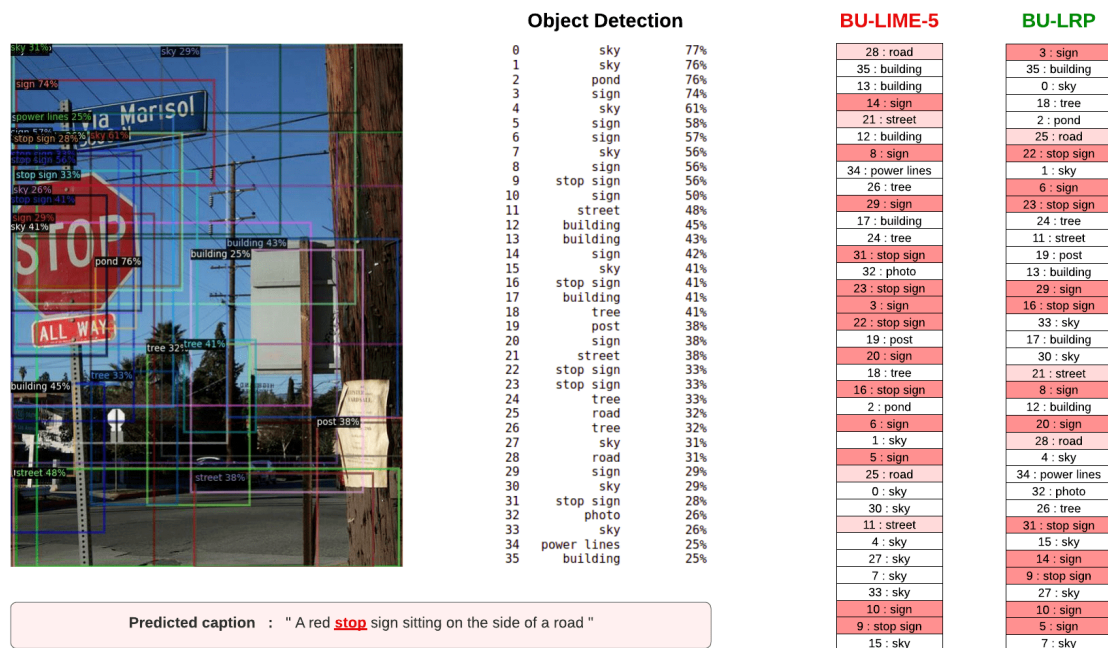 Object Detection
BU-LIME-5
BU-LRP
sky 31%
sky 29%
sign 74%
Via Marisol
power lines 25%
stop sign 28%
sky 61%
stop sign 56%
stop sign 33%
sky 26%
stop sign 41%
sign 29%
sky 41%
STOP
building 43%
building 25%
pond 76%
ALL WAY
tree 32%
tree 41%
tree 33%
building 45%
post 38%
street 48%
street 38%
0 sky 77%
1 sky 76%
2 pond 76%
3 sign 74%
4 sky 61%
5 sign 58%
6 sign 57%
7 sky 56%
8 sign 56%
9 stop sign 56%
10 sign 50%
11 street 48%
12 building 45%
13 building 43%
14 sign 42%
15 sky 41%
16 stop sign 41%
17 building 41%
18 tree 41%
19 post 38%
20 sign 38%
21 street 38%
22 stop sign 33%
23 stop sign 33%
24 tree 33%
25 road 32%
26 tree 32%
27 sky 31%
28 road 31%
29 sign 29%
30 sky 29%
31 stop sign 28%
32 photo 26%
33 sky 26%
34 power lines 25%
35 building 25%
28 : road
35 : building
13 : building
14 : sign
21 : street
12 : building
8 : sign
34 : power lines
26 : tree
29 : sign
17 : building
24 : tree
31 : stop sign
32 : photo
23 : stop sign
3 : sign
22 : stop sign
19 : post
20 : sign
18 : tree
16 : stop sign
2 : pond
6 : sign
1 : sky
5 : sign
25 : road
0 : sky
30 : sky
11 : street
4 : sky
27 : sky
7 : sky
33 : sky
10 : sign
9 : stop sign
15 : sky
3 : sign
35 : building
0 : sky
18 : tree
2 : pond
25 : road
22 : stop sign
1 : sky
6 : sign
23 : stop sign
24 : tree
11 : street
19 : post
13 : building
29 : sign
16 : stop sign
33 : sky
17 : building
30 : sky
21 : street
8 : sign
12 : building
20 : sign
28 : road
4 : sky
34 : power lines
32 : photo
26 : tree
31 : stop sign
15 : sky
14 : sign
9 : stop sign
27 : sky
10 : sign
5 : sign
7 : sky
Predicted caption : " A red stop sign sitting on the side of a road "